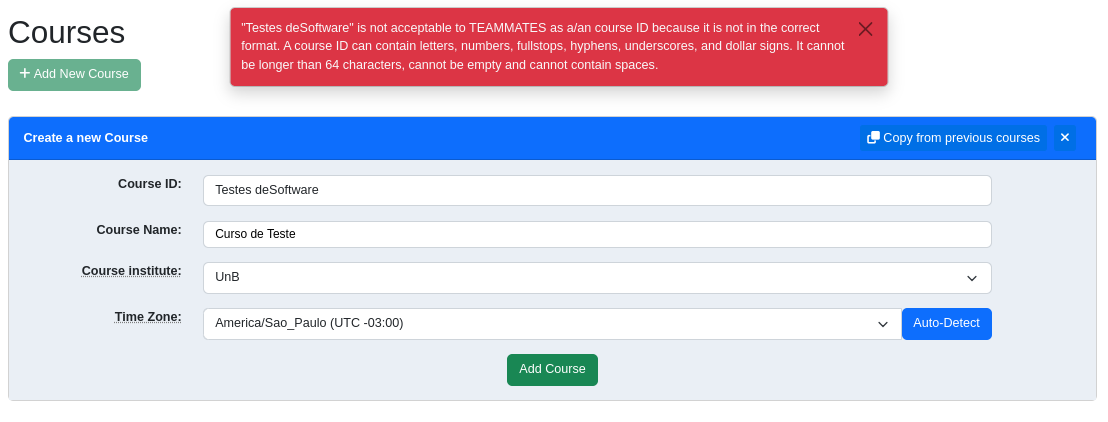 Courses
"Testes deSoftware" is not acceptable to TEAMMATES as a/an course ID because it is not in the correct
format. A course ID can contain letters, numbers, fullstops, hyphens, underscores, and dollar signs. It cannot
be longer than 64 characters, cannot be empty and cannot contain spaces.
Add New Course
Create a new Course
Copy from previous courses
Course ID:
Testes deSoftware
Course Name:
Curso de Teste
Course institute:
UnB
Time Zone:
America/Sao_Paulo (UTC -03:00)
Auto-Detect
Add Course